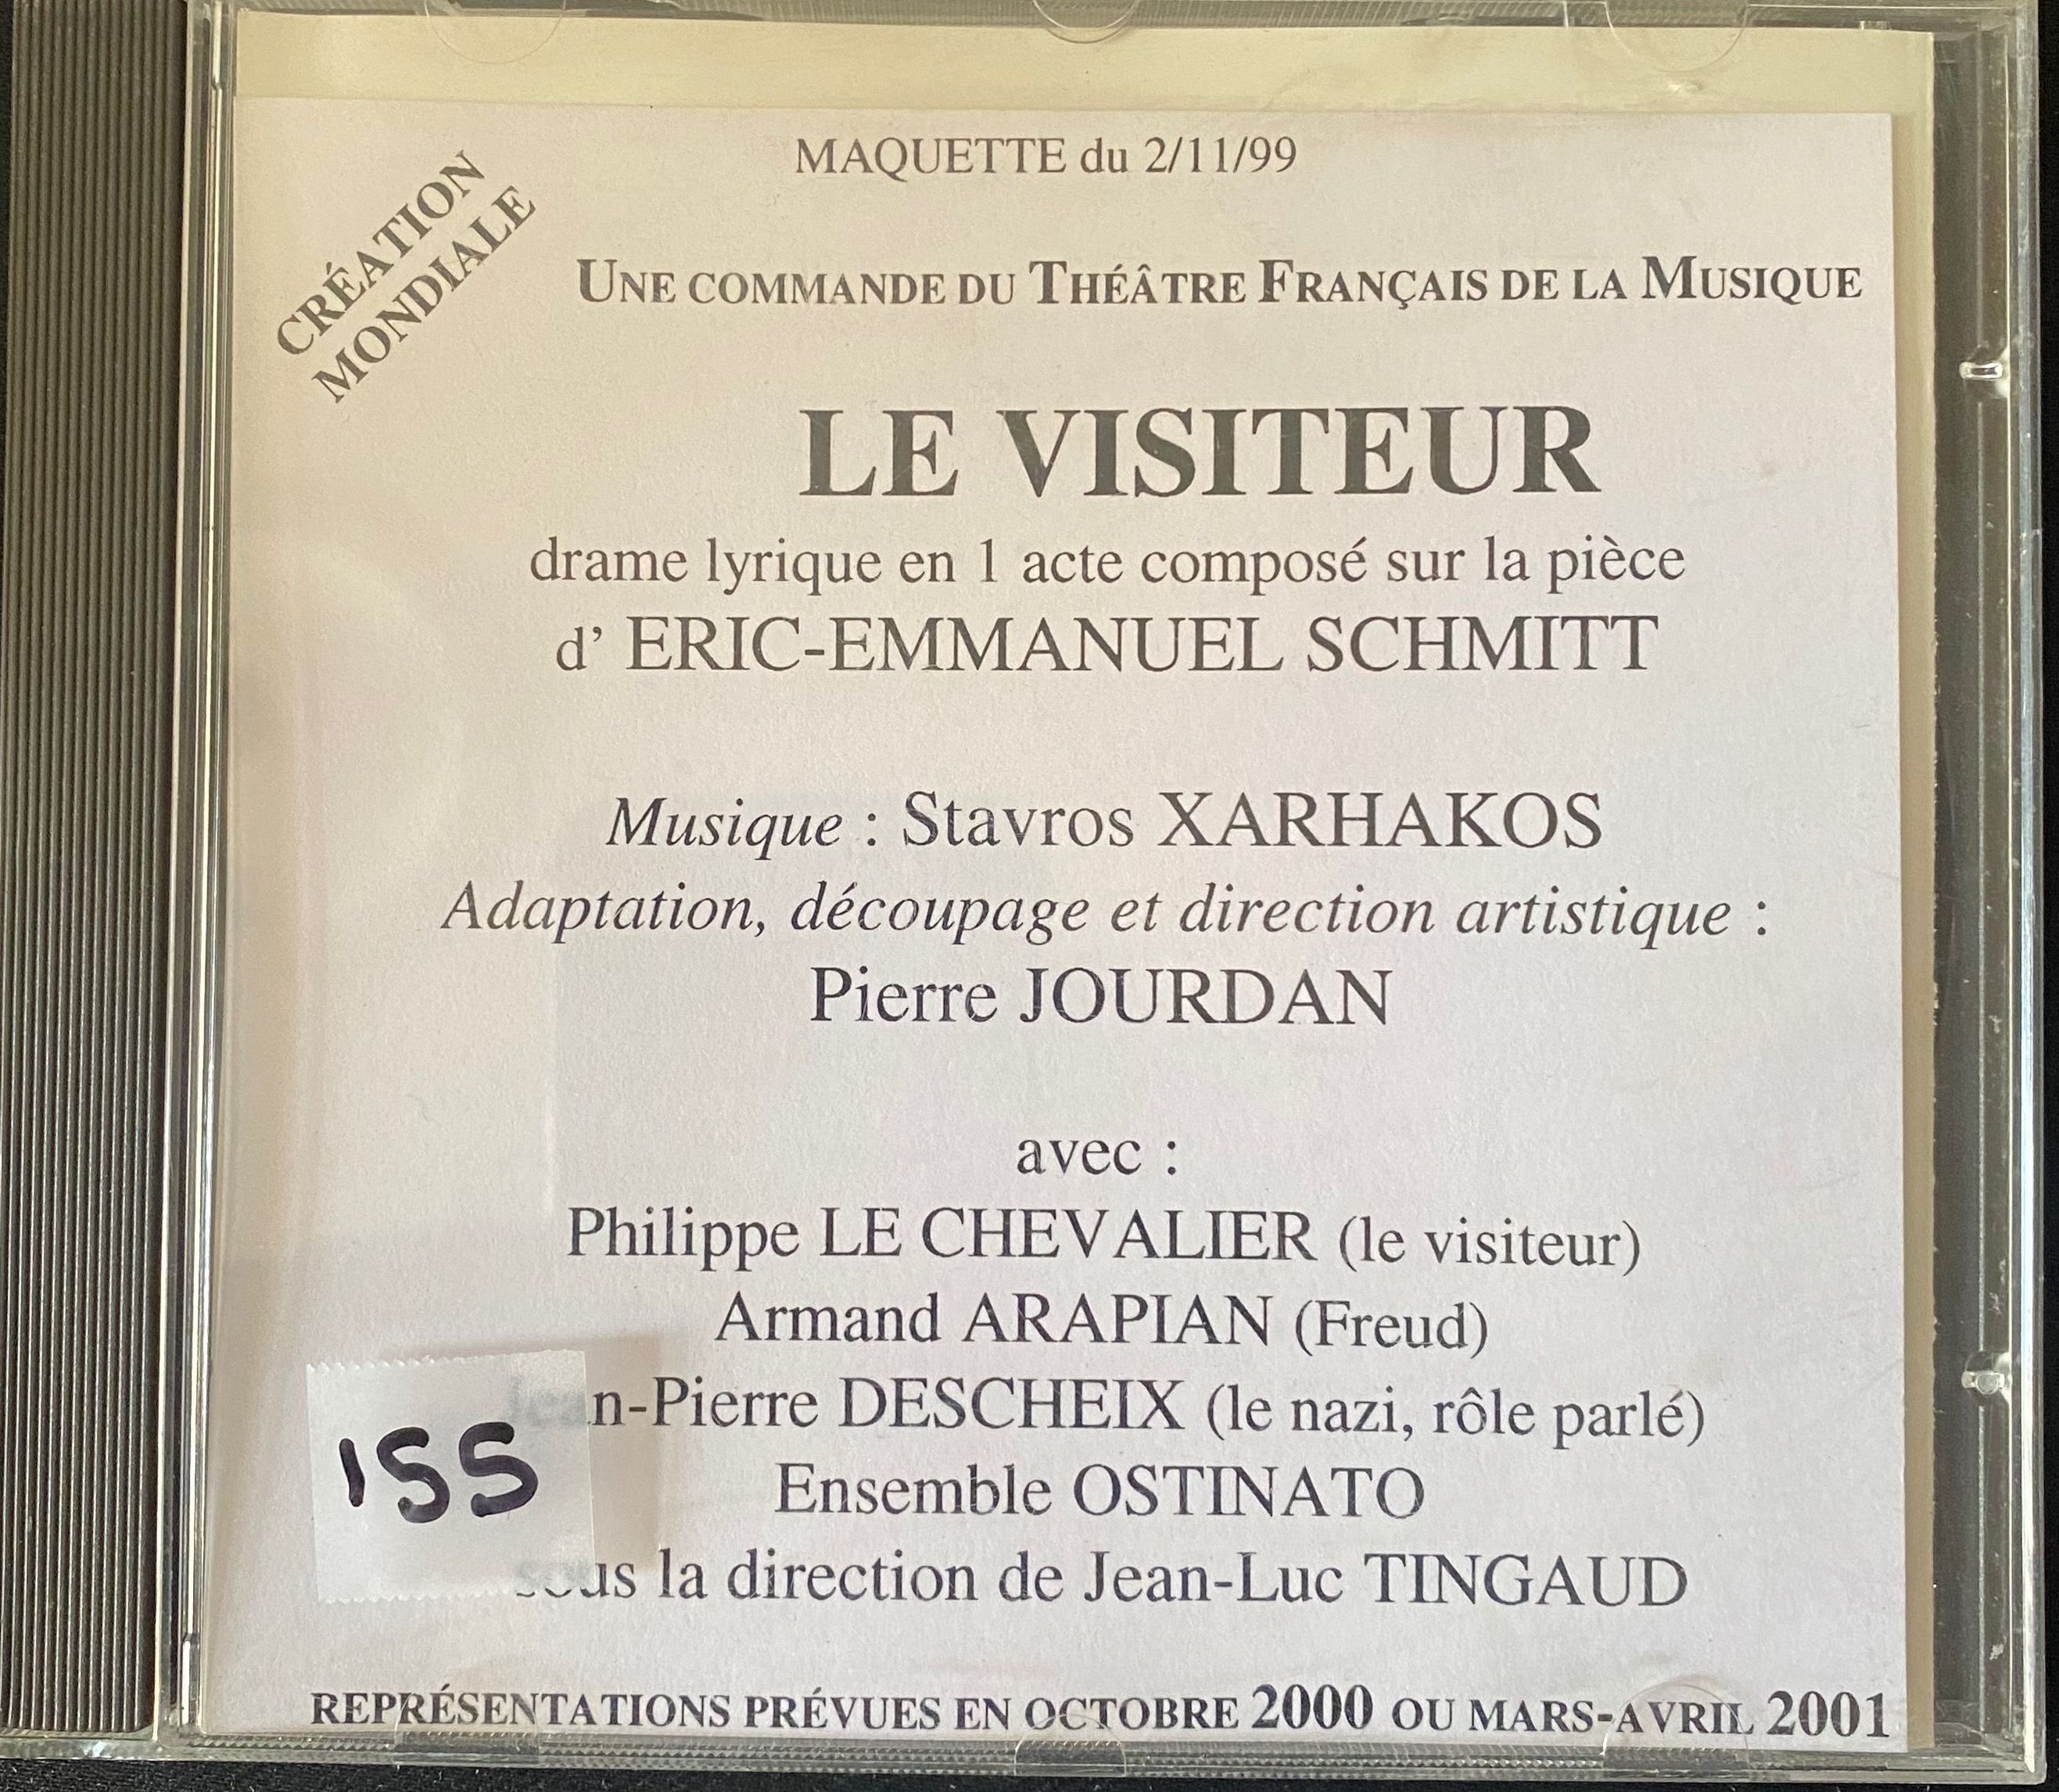 MAQUETTE du 2/11/99
CRÉATION
MONDIALE
UNE COMMANDE DU THÉÂTRE FRANÇAIS DE LA MUSIQUE
LE VISITEUR
drame lyrique en 1 acte composé sur la pièce
d' ERIC-EMMANUEL SCHMITT
Musique : Stavros XARHAKOS
Adaptation, découpage et direction artistique :
Pierre JOURDAN
avec :
Philippe LE CHEVALIER (le visiteur)
Armand ARAPIAN (Freud)
Jean-Pierre DESCHEIX (le nazi, rôle parlé)
155
Ensemble OSTINATO
sous la direction de Jean-Luc TINGAUD
REPRÉSENTATIONS PRÉVUES EN OCTOBRE 2000 OU MARS-AVRIL 2001